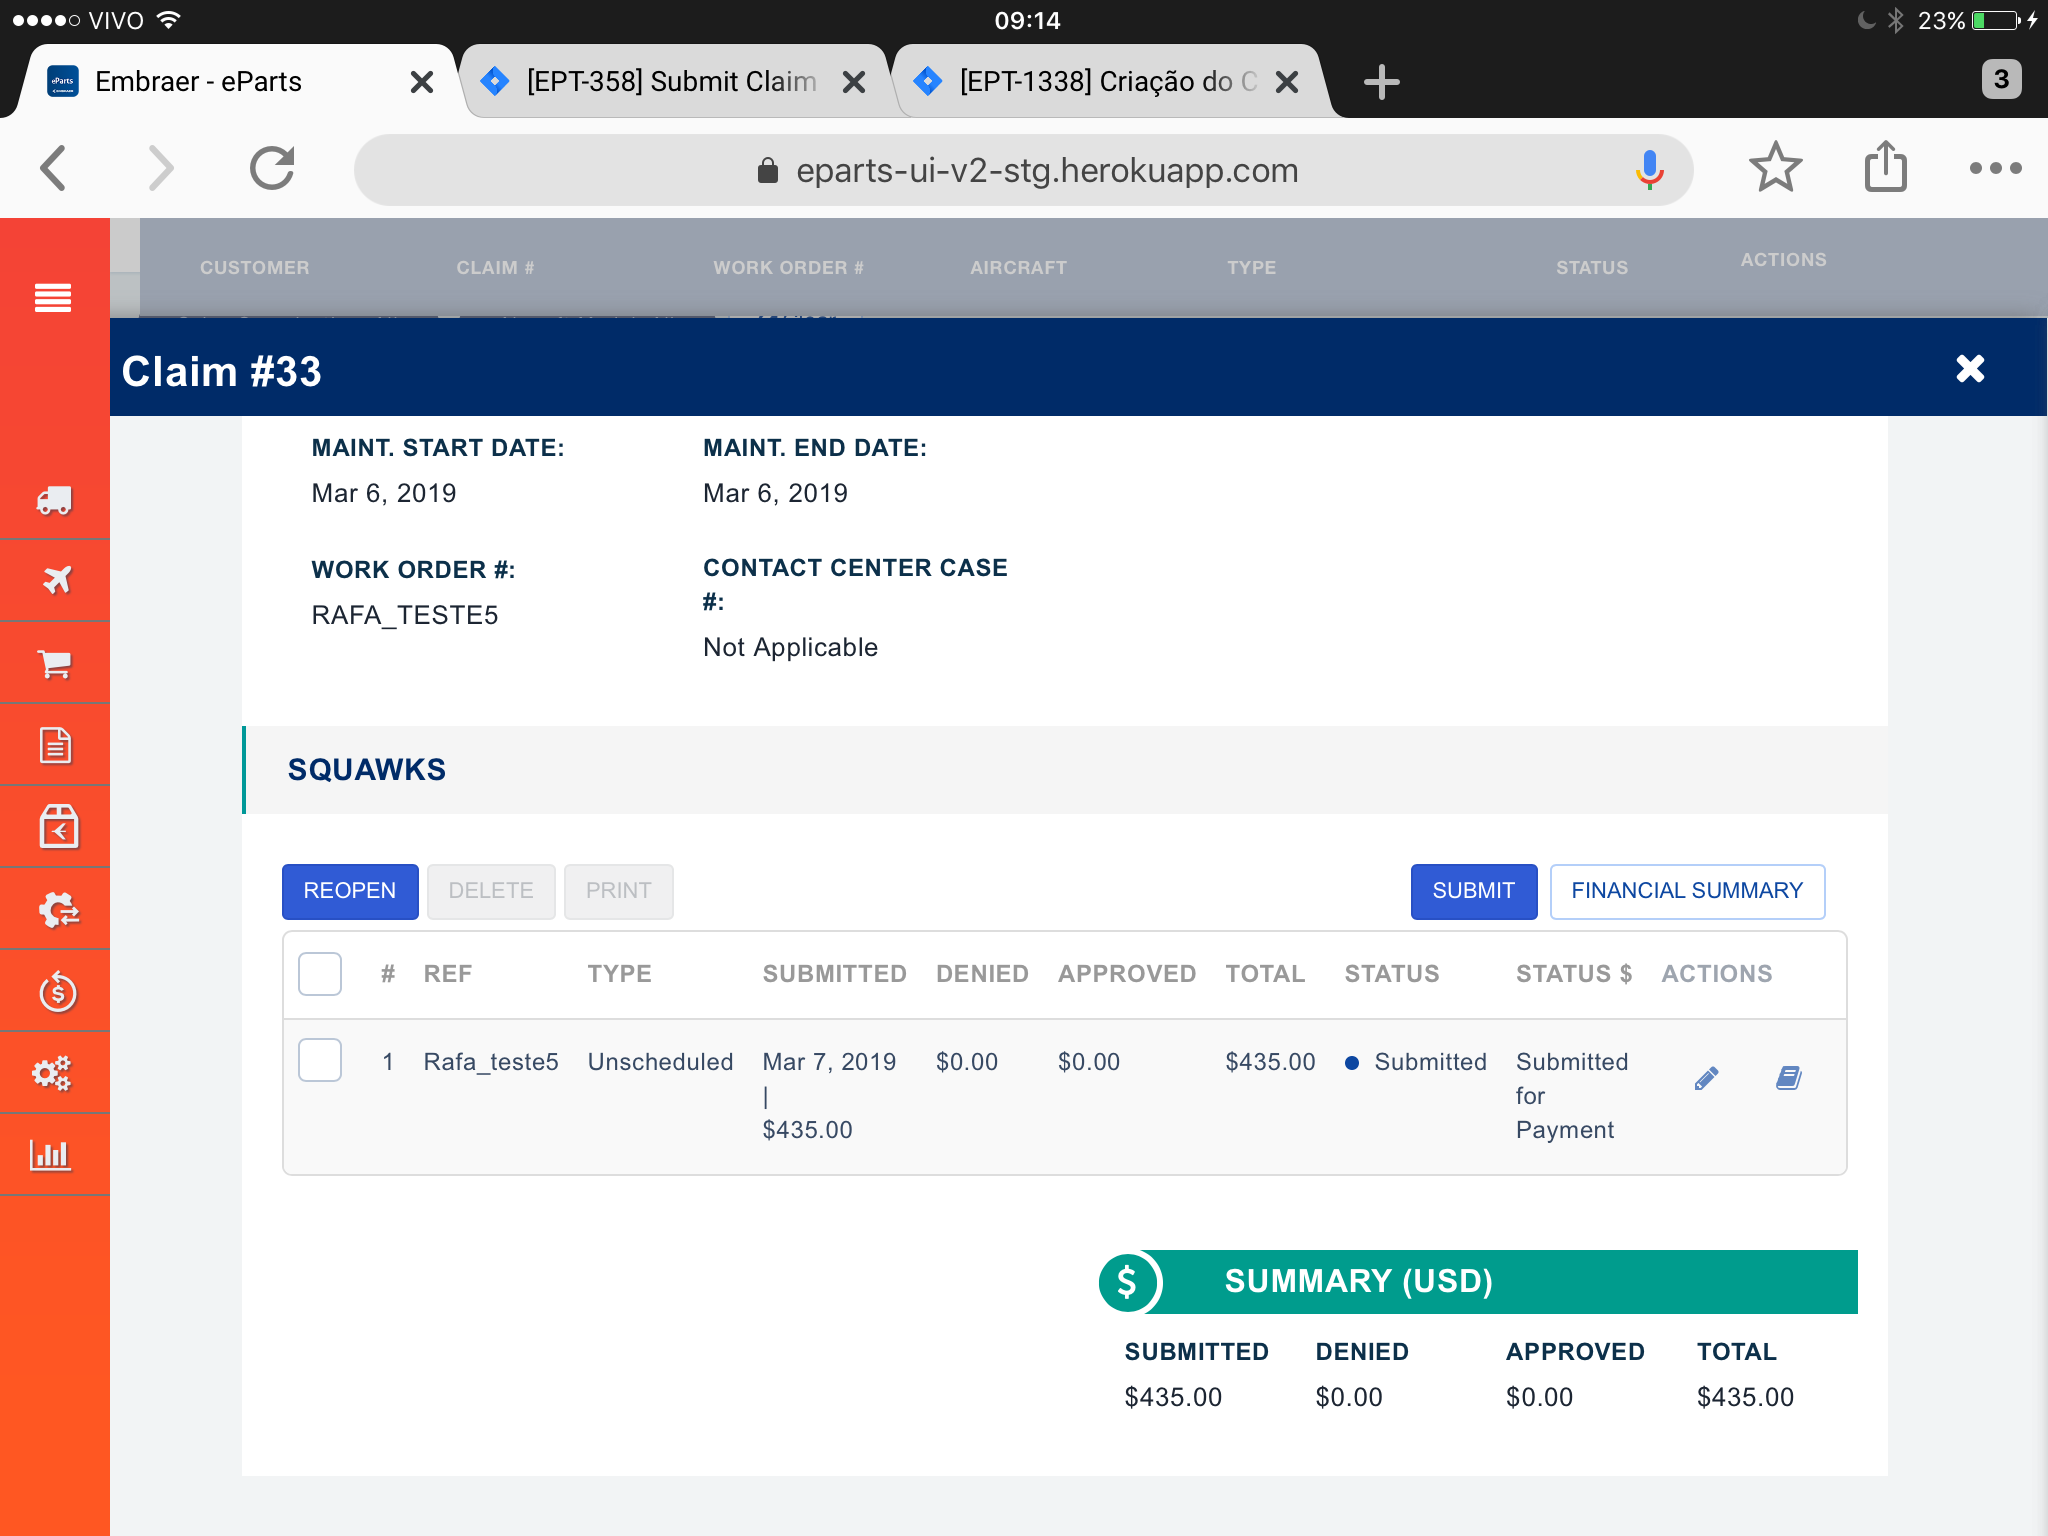 VIVO
09:14
23%
Embraer - eParts
[EPT-358] Submit Claim
[EPT-1338] Criação do C
3
eparts-ui-v2-stg.herokuapp.com
CUSTOMER CLAIM # WORK ORDER # AIRCRAFT TYPE STATUS ACTIONS
Claim #33
MAINT. START DATE: MAINT. END DATE:
Mar 6, 2019 Mar 6, 2019
WORK ORDER #: CONTACT CENTER CASE
#:
RAFA_TESTE5
Not Applicable
SQUAWKS
REOPEN DELETE PRINT SUBMIT FINANCIAL SUMMARY
# REF TYPE SUBMITTED DENIED APPROVED TOTAL STATUS STATUS $ ACTIONS
1 Rafa_teste5 Unscheduled Mar 7, 2019 $0.00 $0.00 $435.00 Submitted Submitted
| for
$435.00 Payment
$ SUMMARY (USD)
SUBMITTED DENIED APPROVED TOTAL
$435.00 $0.00 $0.00 $435.00